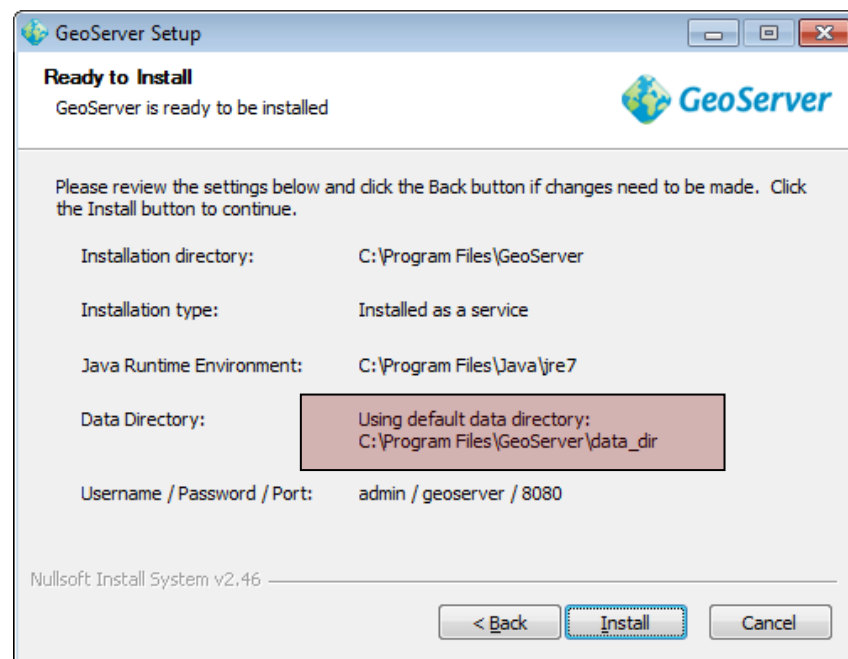 GeoServer Setup
Ready to Install
GeoServer is ready to be installed
GeoServer
Please review the settings below and click the Back button if changes need to be made. Click
the Install button to continue.
Installation directory: C:\Program Files\GeoServer
Installation type: Installed as a service
Java Runtime Environment: C:\Program Files\Java\jre7
Data Directory: Using default data directory:
C:\Program Files\GeoServer\data_dir
Username / Password / Port: admin / geoserver / 8080
Nullsoft Install System v2.46
< Back Install Cancel